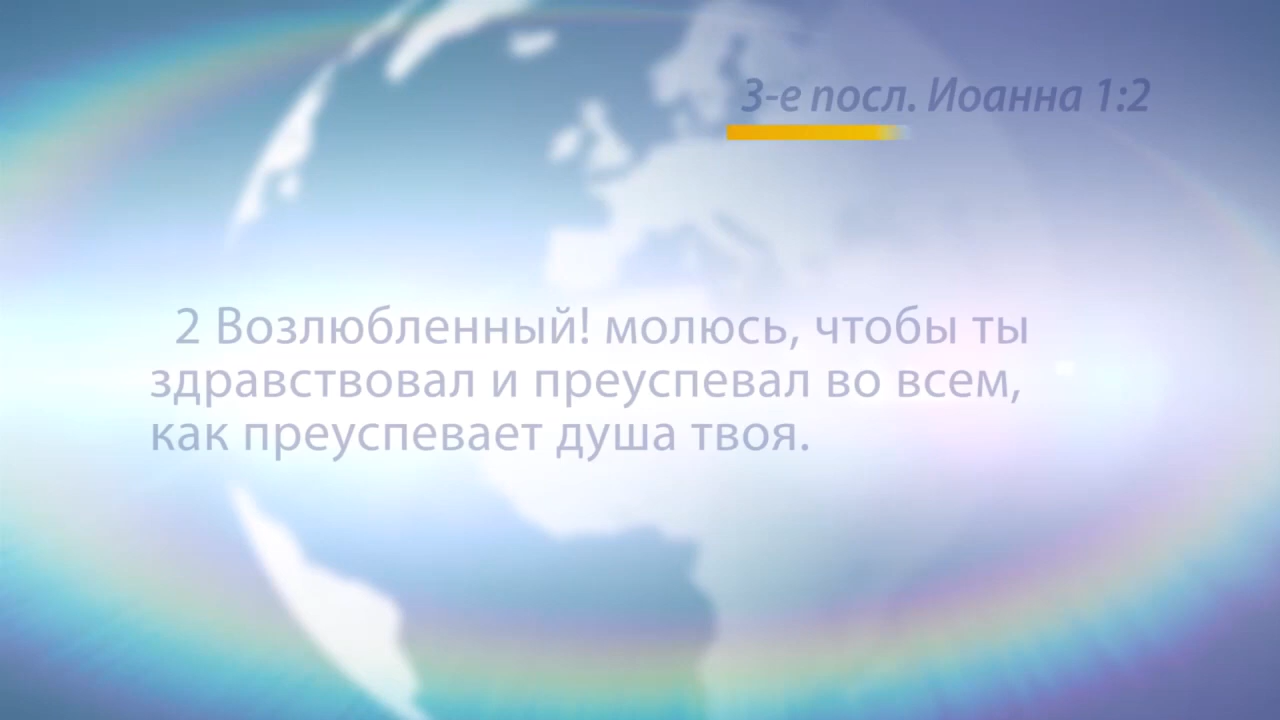 3-е посл. Иоанна 1:2
2 Возлюбленный! молюсь, чтобы ты
здравствовал и преуспевал во всем,
как преуспевает душа твоя.